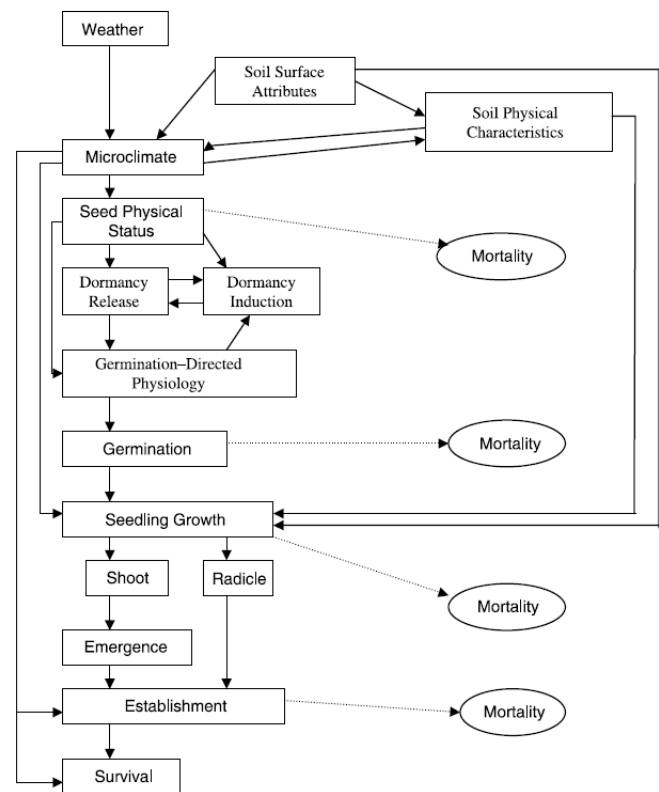 Weather
Soil Surface
Attributes
Soil Physical
Characteristics
Microclimate
Seed Physical
Status
Mortality
Dormancy
Release
Dormancy
Induction
Germination–Directed
Physiology
Germination
Mortality
Seedling Growth
Shoot
Radicle
Mortality
Emergence
Establishment
Mortality
Survival